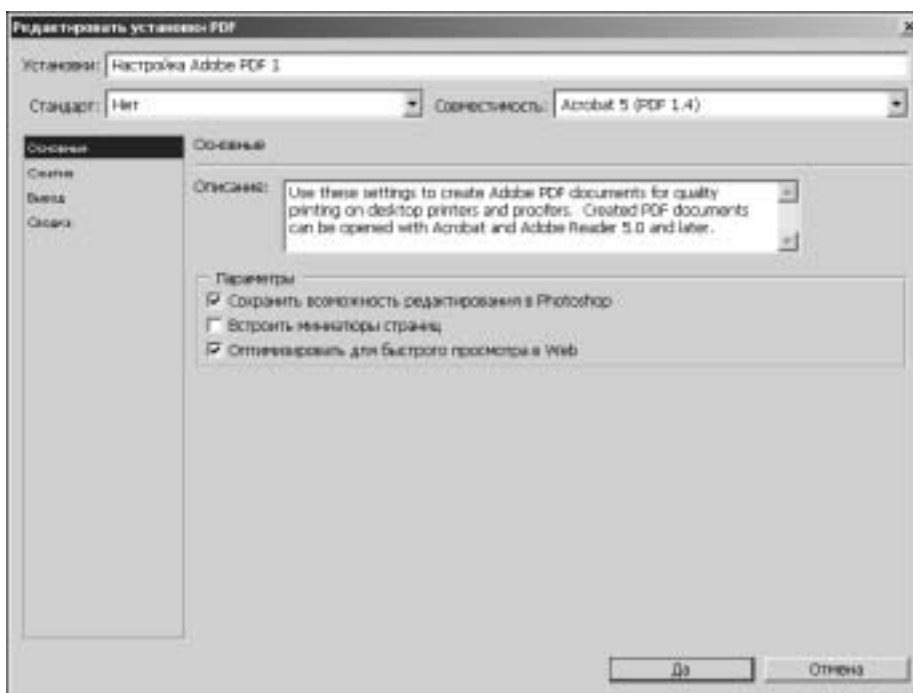 Редактировать установки PDF
Установки: Настройка Adobe PDF 1
Стандарт: Нет Совместимость: Acrobat 5 (PDF 1.4)
Основные
Сжатие
Вывод
Сводка
Основные
Описание: Use these settings to create Adobe PDF documents for quality
printing on desktop printers and proofers. Created PDF documents
can be opened with Acrobat and Adobe Reader 5.0 and later.
Параметры
Сохранить возможность редактирования в Photoshop
Встроить миниатюры страниц
Оптимизировать для быстрого просмотра в Web
Да Отмена